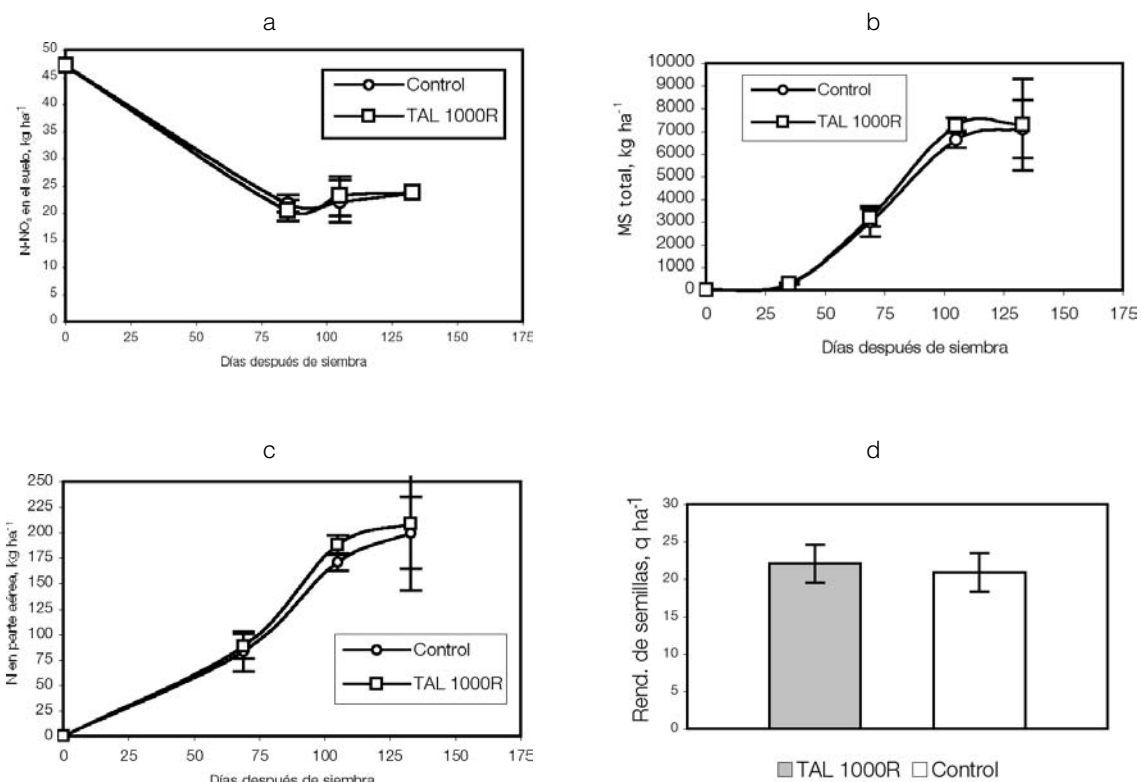 a
N-NO₃ en el suelo, kg ha⁻¹
50
45
40
35
30
25
20
15
10
5
0
Control
TAL 1000R
0 25 50 75 100 125 150 175
Días después de siembra
b
MS total, kg ha⁻¹
10000
9000
8000
7000
6000
5000
4000
3000
2000
1000
0
Control
TAL 1000R
0 25 50 75 100 125 150 175
Días después de siembra
c
N en parte aérea, kg ha⁻¹
250
225
200
175
150
125
100
75
50
25
0
Control
TAL 1000R
0 25 50 75 100 125 150 175
Días después de siembra
d
Rend. de semillas, q ha⁻¹
30
25
20
15
10
5
0
TAL 1000R Control